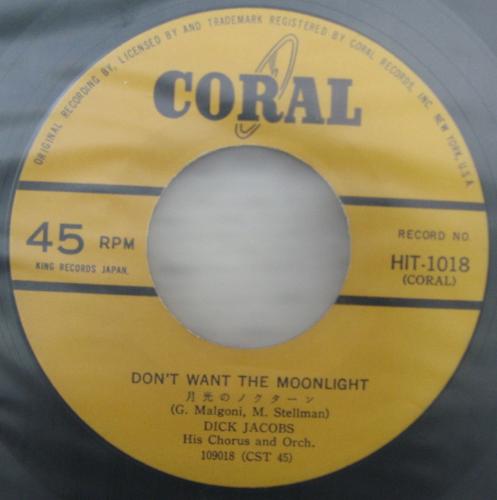 ORIGINAL RECORDING BY, LICENSED BY AND TRADEMARK REGISTERED BY CORAL RECORDS, INC. NEW YORK, U.S.A
CORAL
45 RPM
KING RECORDS JAPAN.
RECORD NO.
HIT-1018
(CORAL)
DON'T WANT THE MOONLIGHT
月光のノクターン
(G. Malgoni, M. Stellman)
DICK JACOBS
His Chorus and Orch.
109018 (CST 45)